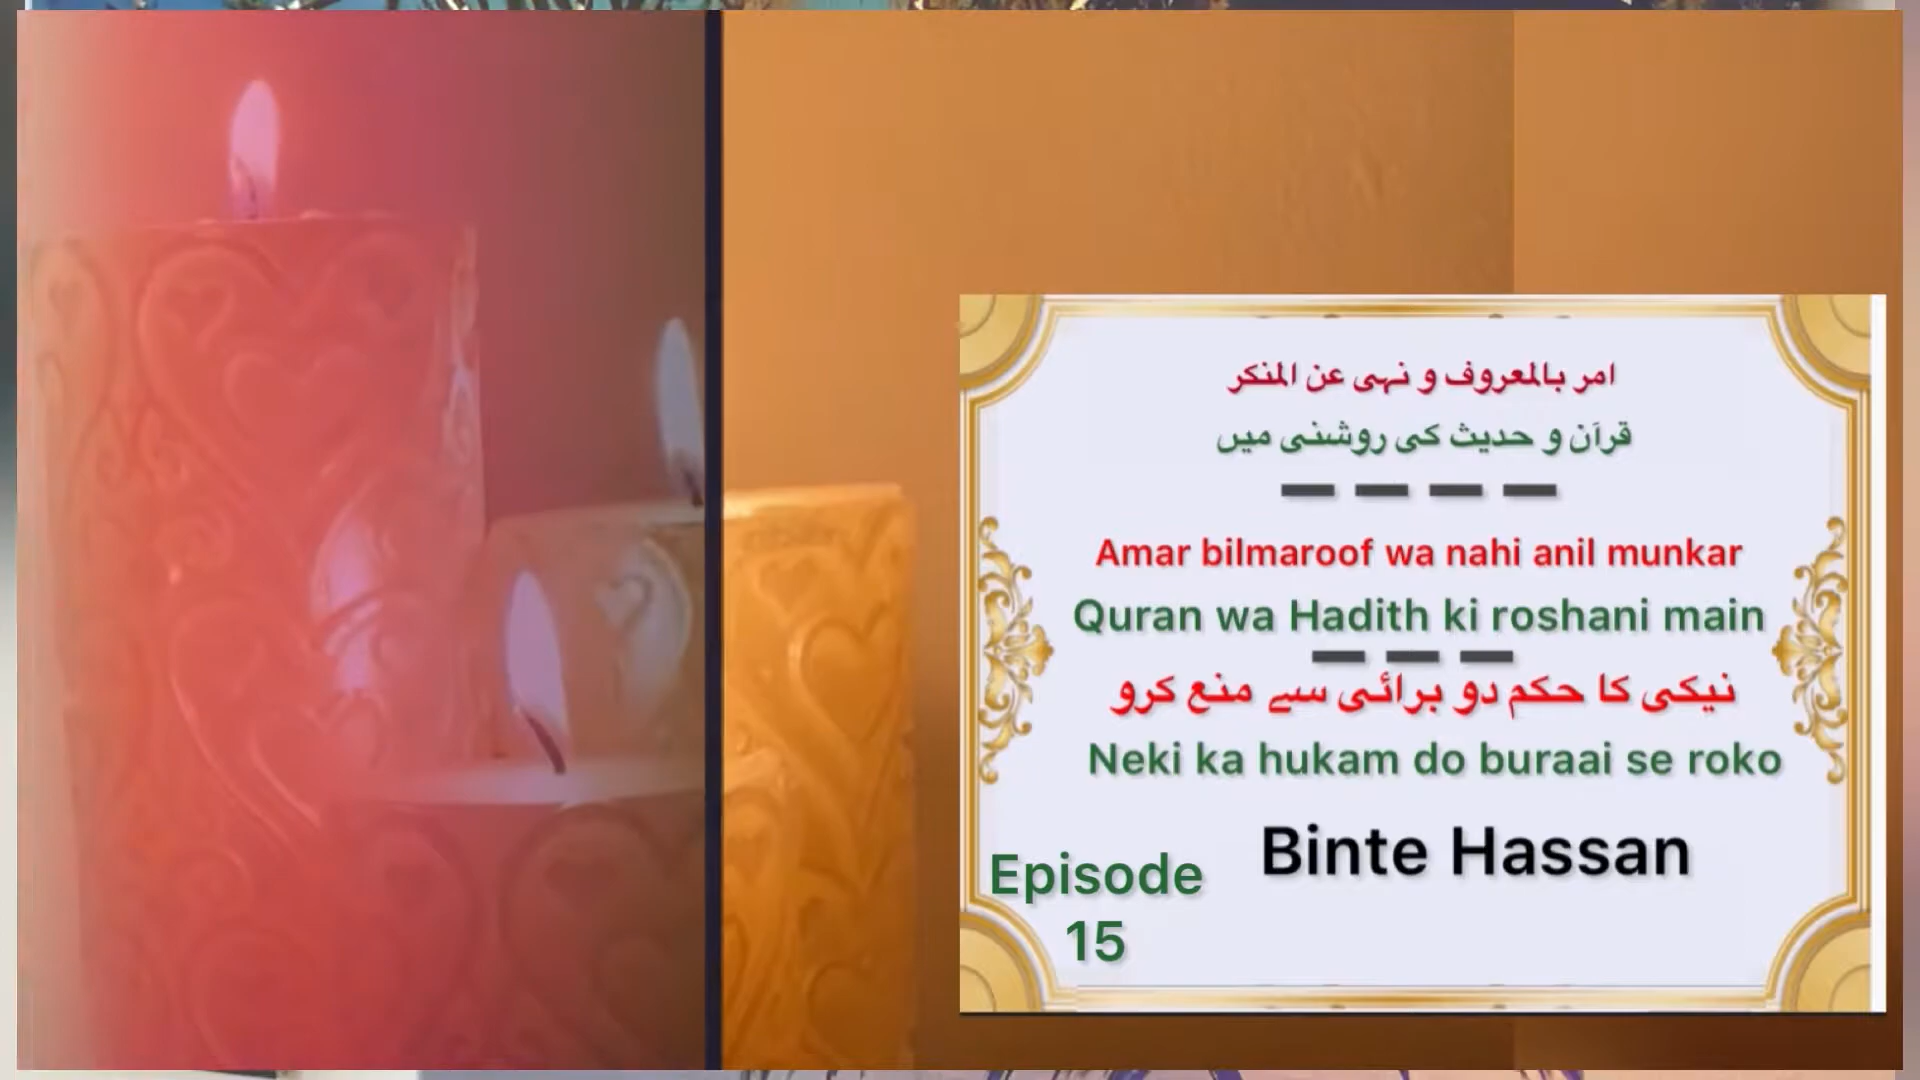 امر بالمعروف و نہی عن المنکر
قرآن و حدیث کی روشنی میں
Amar bilmaroof wa nahi anil munkar
Quran wa Hadith ki roshani main
نیکی کا حکم دو برائی سے منع کرو
Neki ka hukam do buraai se roko
Binte Hassan
Episode
15